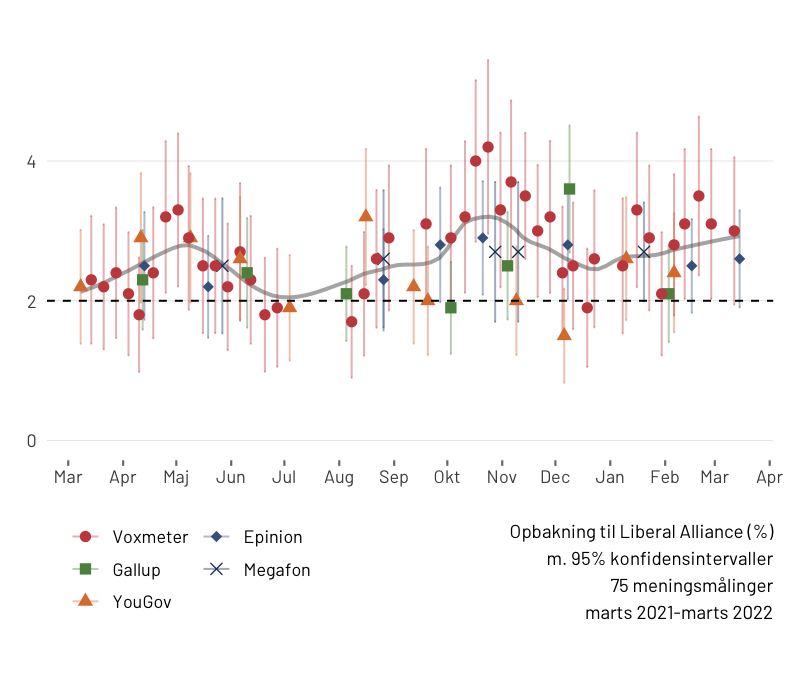 4
2
0
Mar Apr Maj Jun Jul Aug Sep Okt Nov Dec Jan Feb Mar Apr
Voxmeter Epinion
Gallup Megafon
YouGov
Opbakning til Liberal Alliance (%)
m. 95% konfidensintervaller
75 meningsmålinger
marts 2021-marts 2022